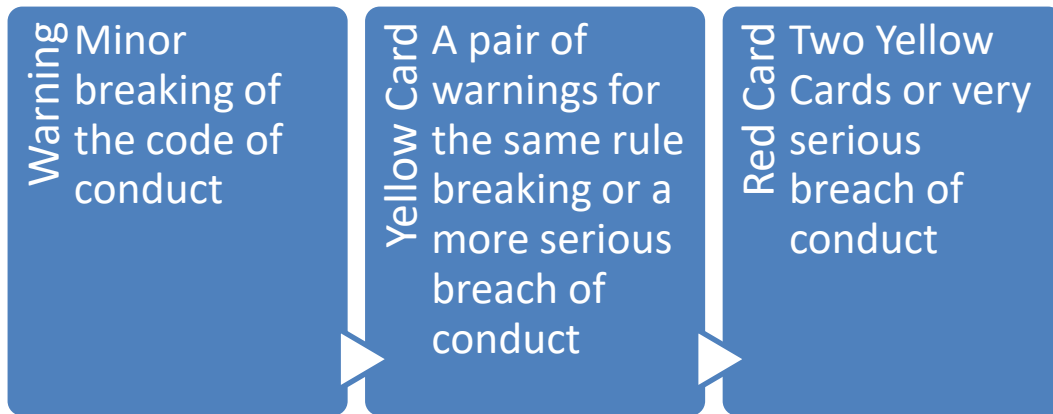 Warning
Minor
breaking of
the code of
conduct
Yellow Card
A pair of
warnings for
the same rule
breaking or a
more serious
breach of
conduct
Red Card
Two Yellow
Cards or very
serious
breach of
conduct